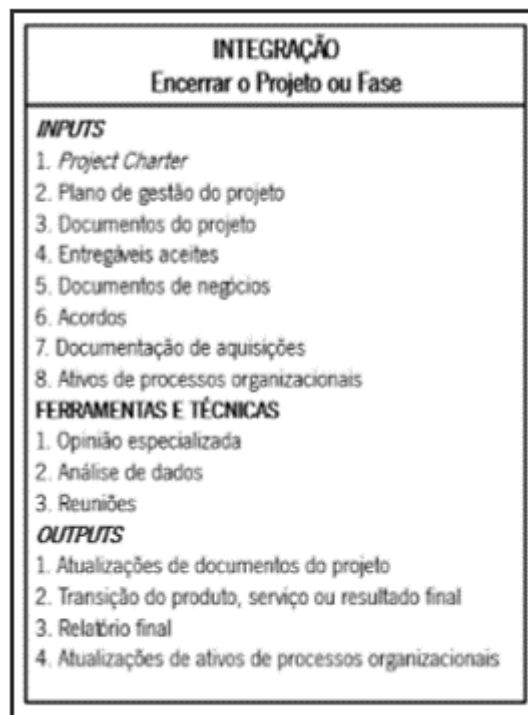 INTEGRAÇÃO
Encerrar o Projeto ou Fase
INPUTS
1. Project Charter
2. Plano de gestão do projeto
3. Documentos do projeto
4. Entregáveis aceites
5. Documentos de negócios
6. Acordos
7. Documentação de aquisições
8. Ativos de processos organizacionais
FERRAMENTAS E TÉCNICAS
1. Opinião especializada
2. Análise de dados
3. Reuniões
OUTPUTS
1. Atualizações de documentos do projeto
2. Transição do produto, serviço ou resultado final
3. Relatório final
4. Atualizações de ativos de processos organizacionais